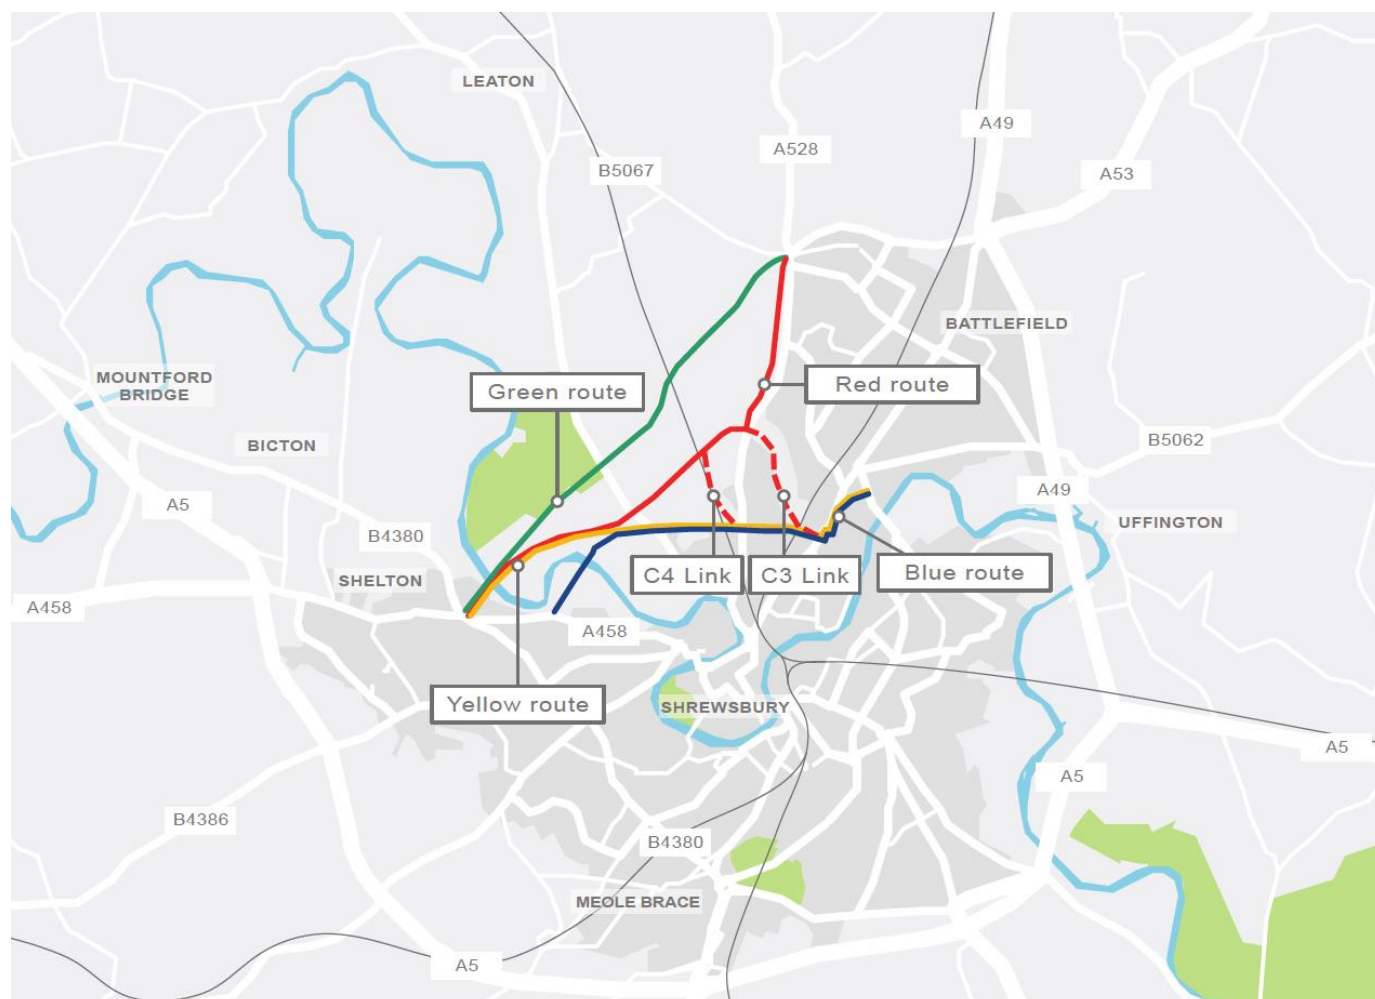 LEATON
A49
A528
B5067
A53
BATTLEFIELD
MOUNTFORD
BRIDGE
Green route
Red route
BICTON
B5062
A49
A5
UFFINGTON
B4380
SHELTON
C4 Link
C3 Link
Blue route
A458
A458
Yellow route
SHREWSBURY
A5
A5
B4386
B4380
MEOLE BRACE
A5